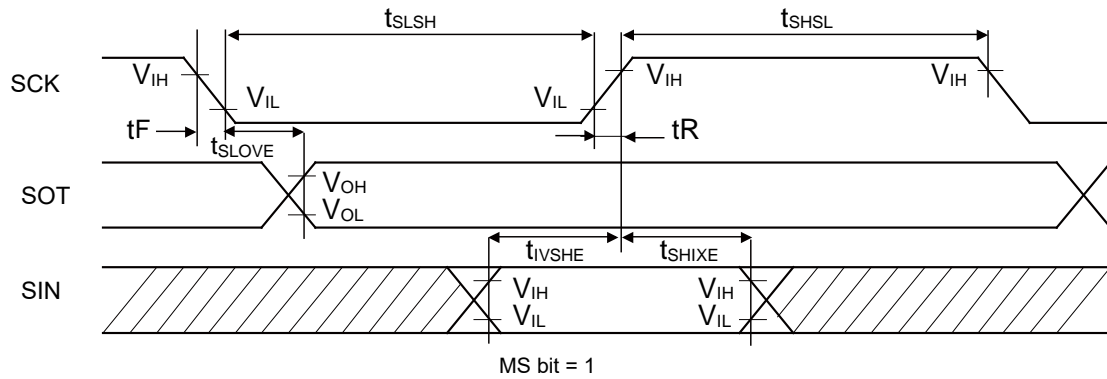 tSLSH
tSHSL
SCK
VIH
VIL
VIL
VIH
VIH
tF
tSLOVE
tR
SOT
VOH
VOL
tIVSHE
tSHIXE
SIN
VIH
VIL
VIH
VIL
MS bit = 1